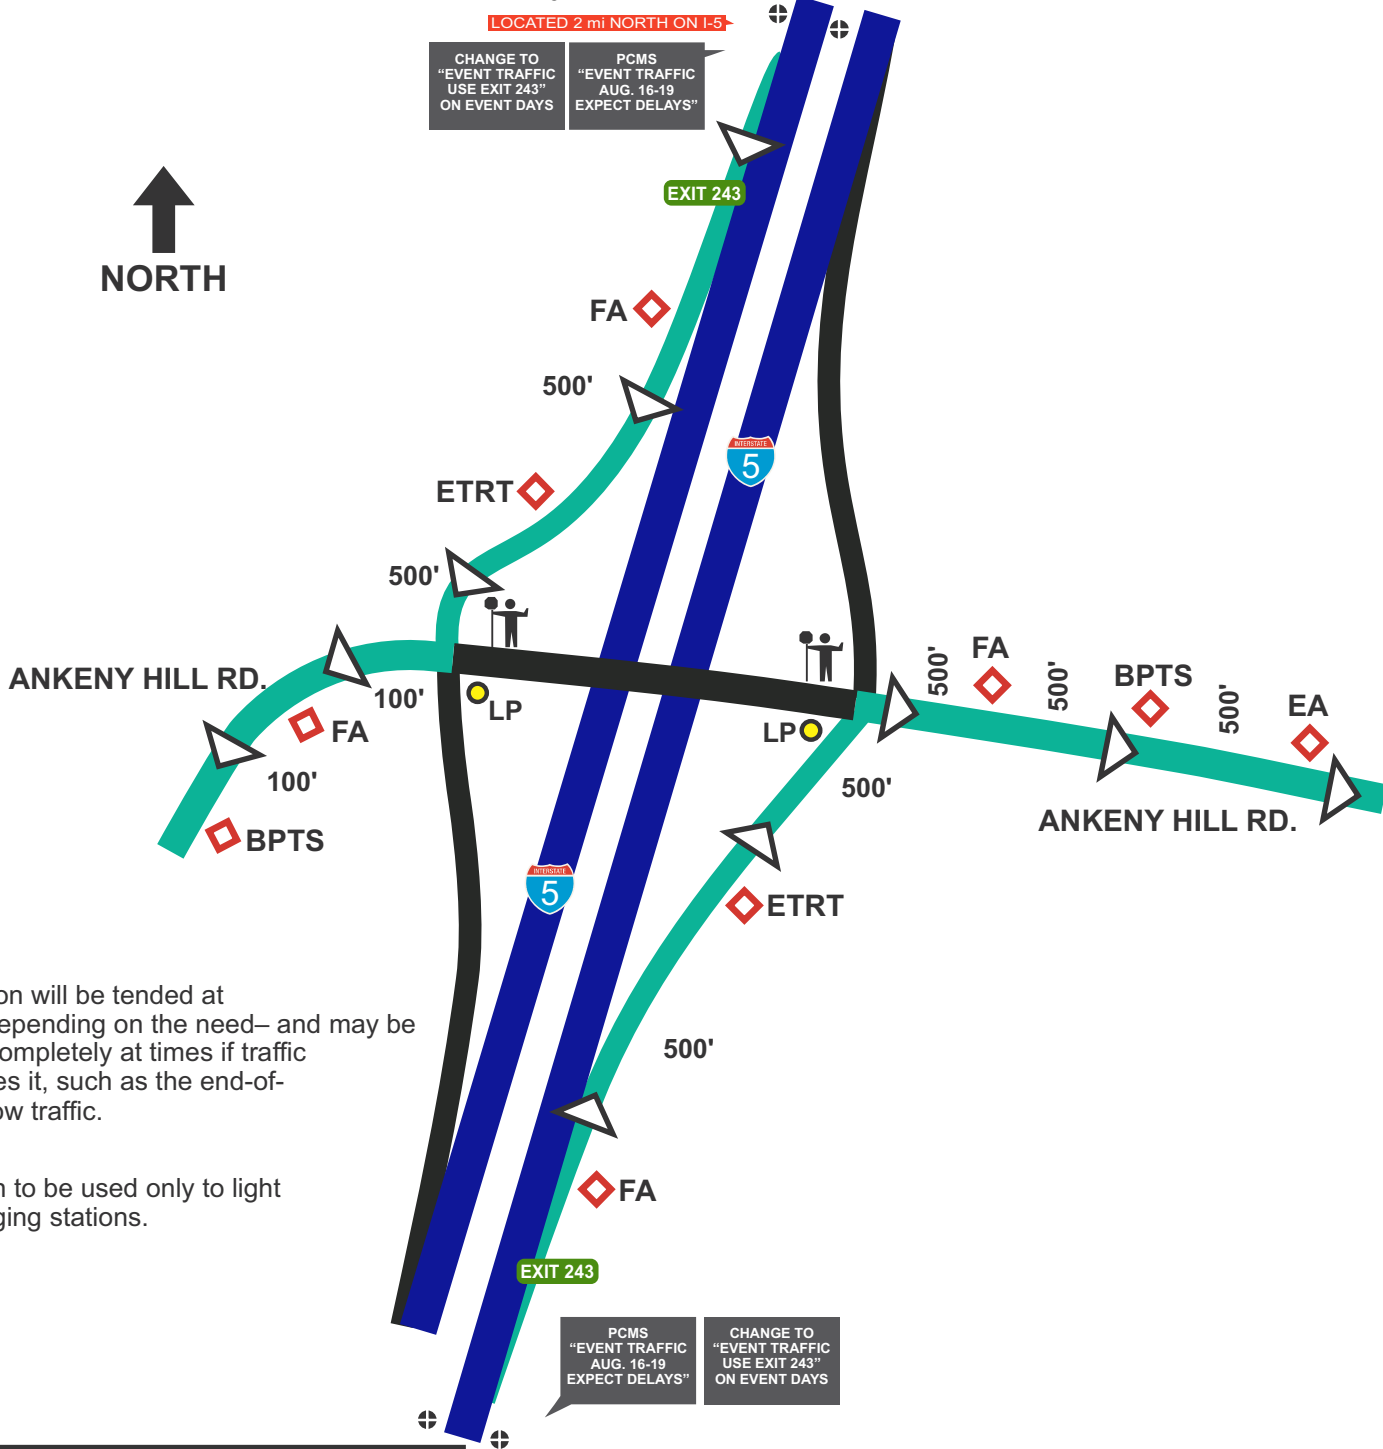 LOCATED 2 mi NORTH ON I-5
CHANGE TO
“EVENT TRAFFIC
USE EXIT 243”
ON EVENT DAYS
PCMS
“EVENT TRAFFIC
AUG. 16-19
EXPECT DELAYS”
EXIT 243
NORTH
FA
500'
INTERSTATE
5
ETRT
500'
ANKENY HILL RD.
100'
FA
100'
BPTS
LP
LP
500'
FA
500'
BPTS
500'
EA
ANKENY HILL RD.
500'
INTERSTATE
5
ETRT
500'
FA
on will be tended at
epending on the need– and may be
ompletely at times if traffic
es it, such as the end-of-
ow traffic.
n to be used only to light
ging stations.
EXIT 243
PCMS
“EVENT TRAFFIC
AUG. 16-19
EXPECT DELAYS”
CHANGE TO
“EVENT TRAFFIC
USE EXIT 243”
ON EVENT DAYS